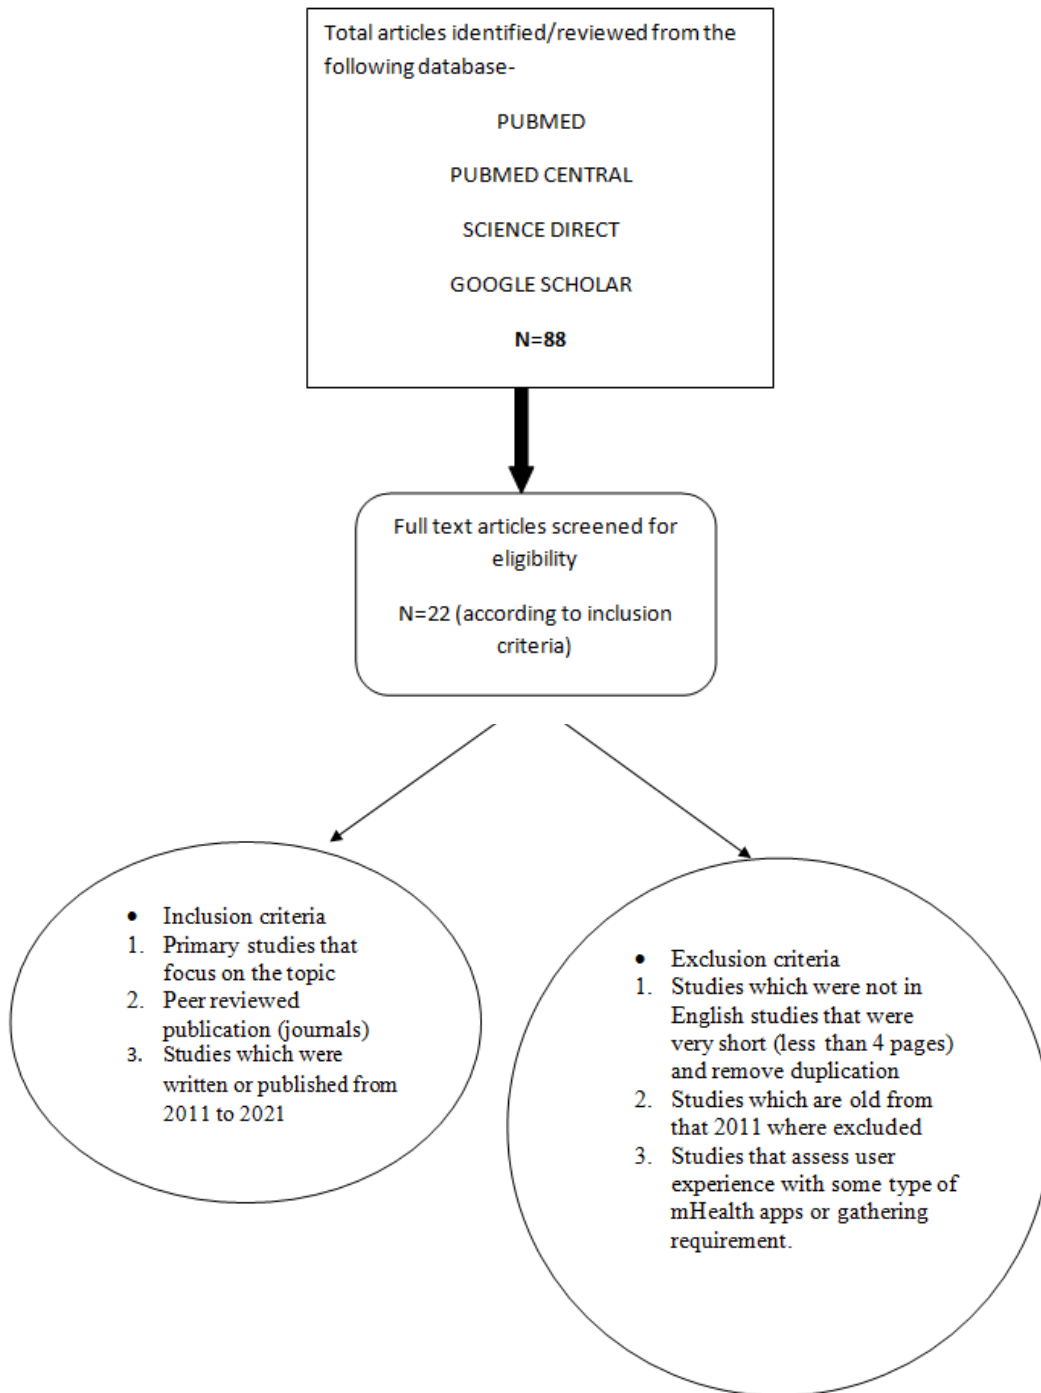 Total articles identified/reviewed from the
following database-
PUBMED
PUBMED CENTRAL
SCIENCE DIRECT
GOOGLE SCHOLAR
N=88
Full text articles screened for
eligibility
N=22 (according to inclusion
criteria)
• Inclusion criteria
1. Primary studies that
focus on the topic
2. Peer reviewed
publication (journals)
3. Studies which were
written or published from
2011 to 2021
• Exclusion criteria
1. Studies which were not in
English studies that were
very short (less than 4 pages)
and remove duplication
2. Studies which are old from
that 2011 where excluded
3. Studies that assess user
experience with some type of
mHealth apps or gathering
requirement.